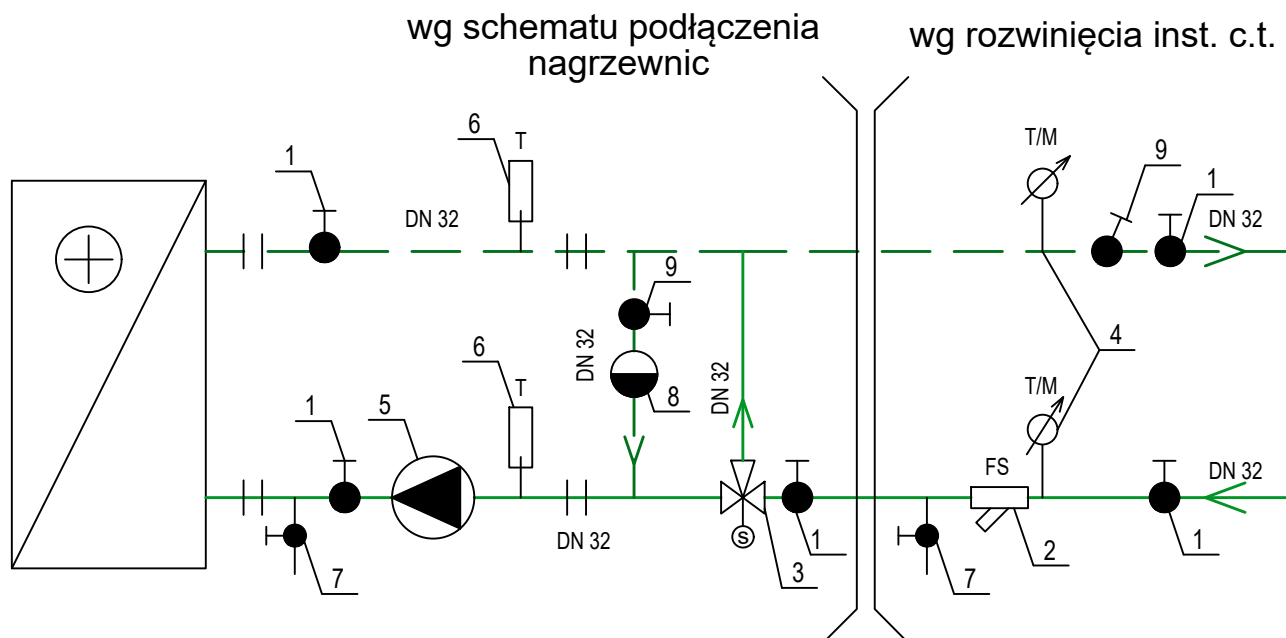 wg schematu podłączenia
nagrzewnic
wg rozwinięcia inst. c.t.
6
T
1
DN 32
T/M
9
1
DN 32
9
DN 32
8
DN 32
4
6
T
5
1
T/M
FS
DN 32
DN 32
S
1
3
7
7
2
1